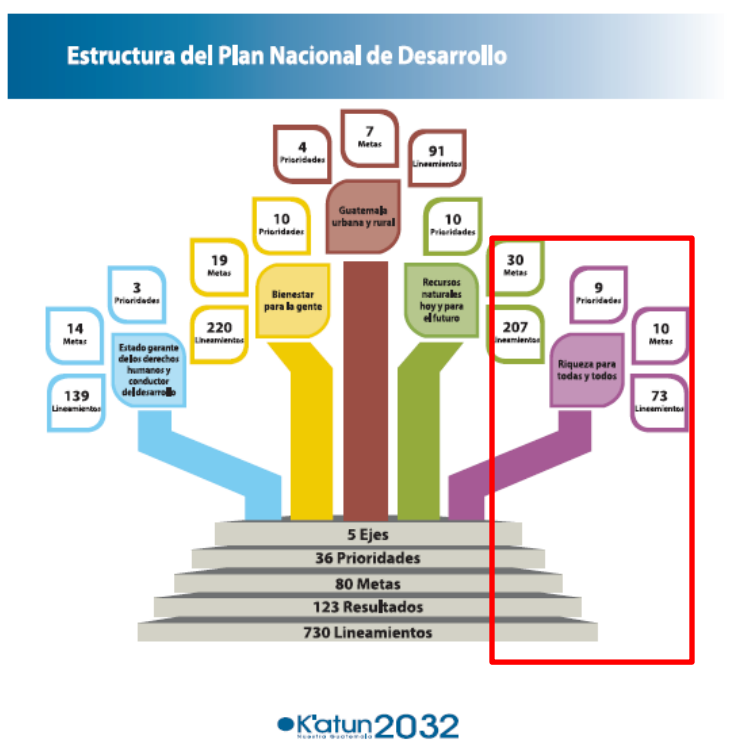 Estructura del Plan Nacional de Desarrollo
4
Prioridades
7
Metas
91
Lineamientos
Guatemala
urbana y rural
10
Prioridades
19
Metas
220
Lineamientos
Bienestar
para la gente
10
Prioridades
30
Metas
207
Lineamientos
Recursos
naturales
hoy y para
el futuro
3
Prioridades
14
Metas
139
Lineamientos
Estado garante
de los derechos
humanos y
conductor
del desarrollo
9
Prioridades
10
Metas
73
Lineamientos
Riqueza para
todas y todos
5 Ejes
36 Prioridades
80 Metas
123 Resultados
730 Lineamientos
K'atun2032
Nuestra Guatemala